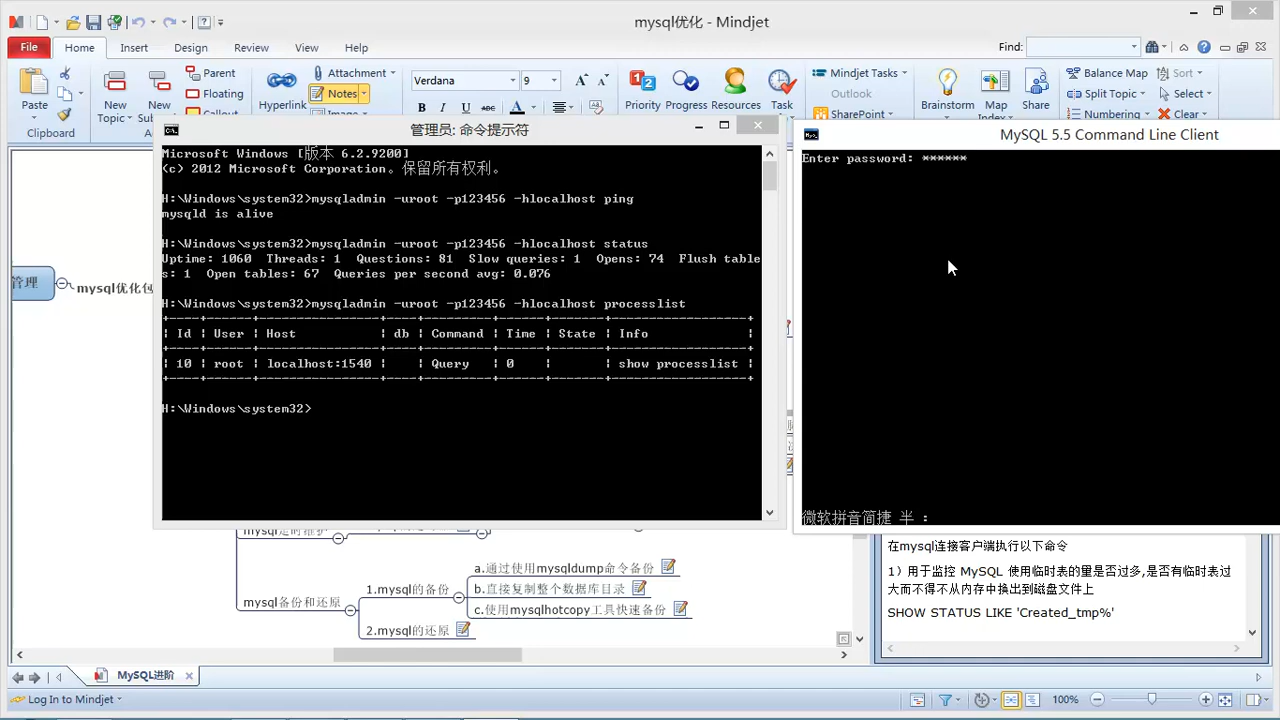 mysql优化 - Mindjet
File Home Insert Design Review View Help Find:
Paste
Clipboard
New Topic
New
Parent
Floating
Callout
Hyperlink
Attachment
Notes
Image
Verdana 9
B I U abc A
Priority Progress Resources Task
Mindjet Tasks
Outlook
SharePoint
Brainstorm Map Index Share
Balance Map
Split Topic
Numbering
Sort
Select
Clear
管理员: 命令提示符
Microsoft Windows [版本 6.2.9200]
(c) 2012 Microsoft Corporation。保留所有权利。
H:\Windows\system32>mysqladmin -uroot -p123456 -hlocalhost ping
mysqld is alive
H:\Windows\system32>mysqladmin -uroot -p123456 -hlocalhost status
Uptime: 1060  Threads: 1  Questions: 81  Slow queries: 1  Opens: 74  Flush table
s: 1  Open tables: 67  Queries per second avg: 0.076
H:\Windows\system32>mysqladmin -uroot -p123456 -hlocalhost processlist
+----+------+----------------+----+---------+------+-------+------------------+
| Id | User | Host           | db | Command | Time | State | Info             |
+----+------+----------------+----+---------+------+-------+------------------+
| 10 | root | localhost:1540 |    | Query   | 0    |       | show processlist |
+----+------+----------------+----+---------+------+-------+------------------+
H:\Windows\system32>
MySQL 5.5 Command Line Client
Enter password: ******
微软拼音简捷 半 :
管理
mysql优化包
mysql定时维护
mysql备份和还原
1.mysql的备份
a.通过使用mysqldump命令备份
b.直接复制整个数据库目录
c.使用mysqlhotcopy工具快速备份
2.mysql的还原
在mysql连接客户端执行以下命令
1）用于监控 MySQL 使用临时表的量是否过多,是否有临时表过
大而不得不从内存中换出到磁盘文件上
SHOW STATUS LIKE 'Created_tmp%'
MySQL进阶
Log In to Mindjet
100%